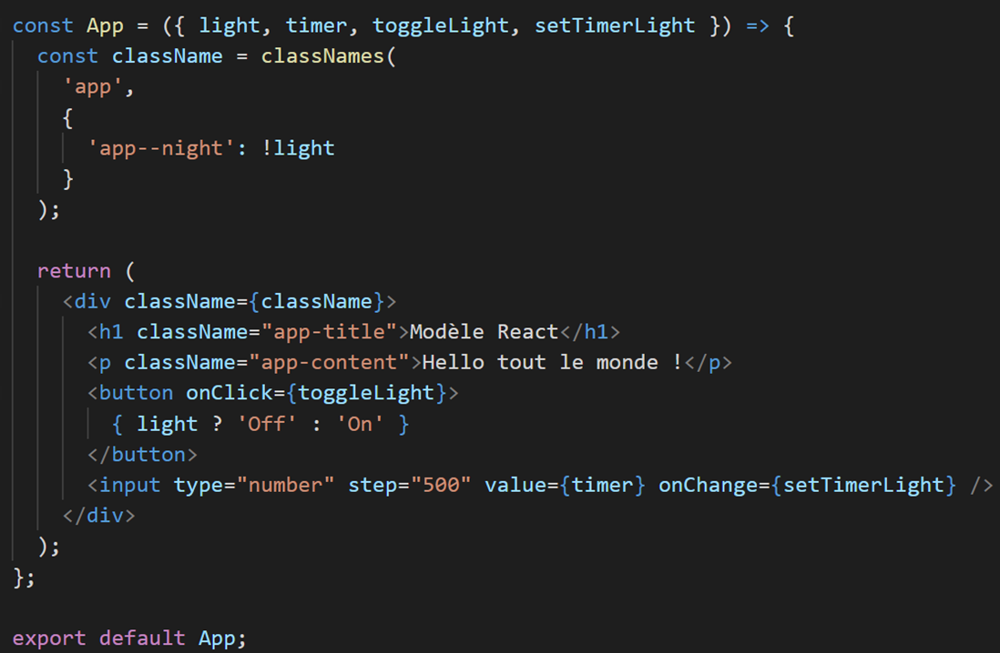 const App = ({ light, timer, toggleLight, setTimerLight }) => {
  const className = classNames(
    'app',
    {
      'app--night': !light
    }
  );

  return (
    <div className={className}>
      <h1 className="app-title">Modèle React</h1>
      <p className="app-content">Hello tout le monde !</p>
      <button onClick={toggleLight}>
        { light ? 'Off' : 'On' }
      </button>
      <input type="number" step="500" value={timer} onChange={setTimerLight} />
    </div>
  );
};

export default App;